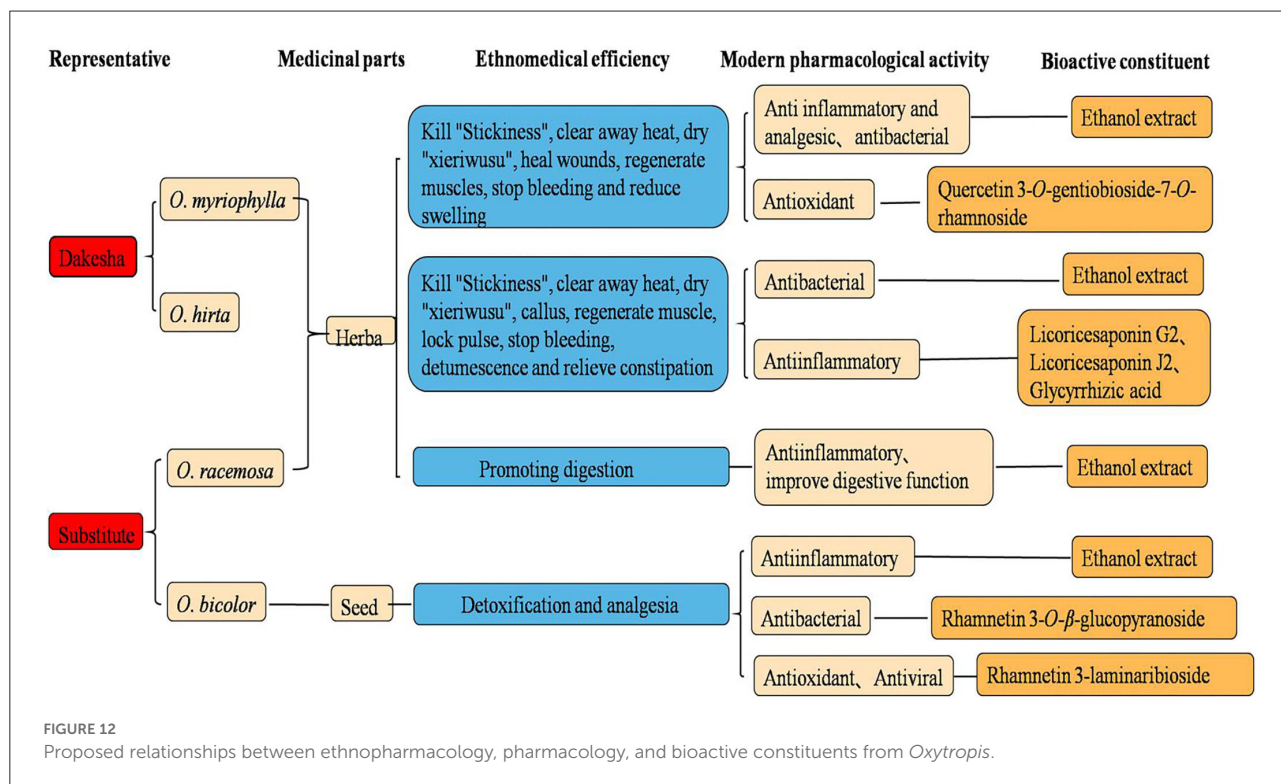 Representative
Medicinal parts
Ethnomedical efficiency
Modern pharmacological activity
Bioactive constituent
Dakesha
O. myriophylla
O. hirta
Substitute
O. racemosa
O. bicolor
Herba
Seed
Kill "Stickiness", clear away heat, dry
"xieriwusu", heal wounds, regenerate
muscles, stop bleeding and reduce
swelling
Anti inflammatory and
analgesic、antibacterial
Ethanol extract
Antioxidant
Quercetin 3-O-gentiobioside-7-O-
rhamnoside
Kill "Stickiness", clear away heat, dry
"xieriwusu", callus, regenerate muscle,
lock pulse, stop bleeding,
detumescence and relieve constipation
Antibacterial
Ethanol extract
Antiinflammatory
Licoricesaponin G2、
Licoricesaponin J2、
Glycyrrhizic acid
Promoting digestion
Antiinflammatory、
improve digestive function
Ethanol extract
Detoxification and analgesia
Antiinflammatory
Ethanol extract
Antibacterial
Rhamnetin 3-O-β-glucopyranoside
Antioxidant、Antiviral
Rhamnetin 3-laminaribioside
FIGURE 12
Proposed relationships between ethnopharmacology, pharmacology, and bioactive constituents from Oxytropis.